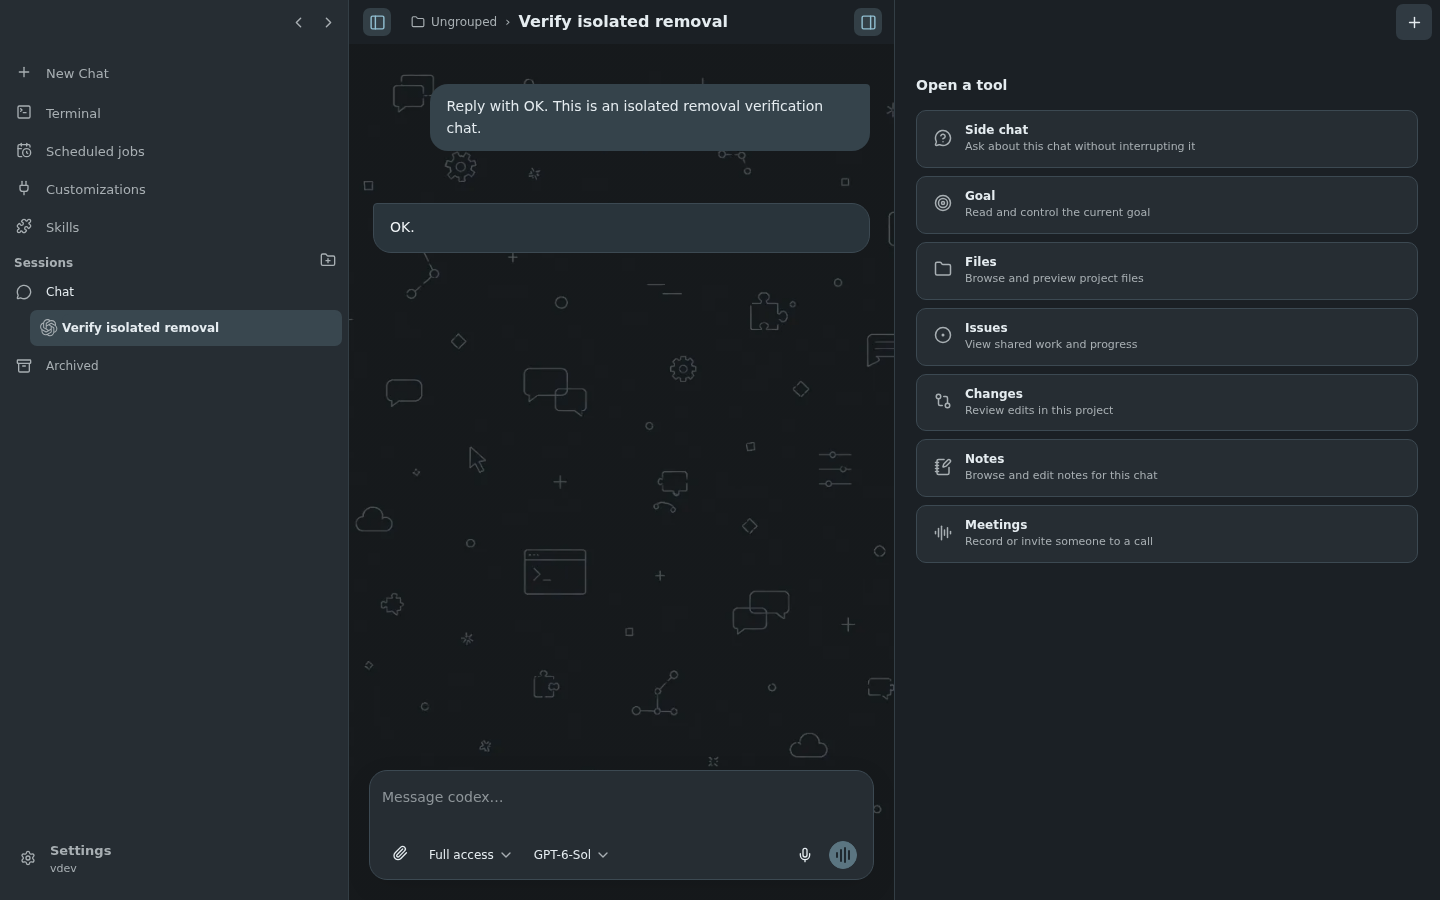 New Chat
Terminal
Scheduled jobs
Customizations
Skills
Sessions
Chat
Verify isolated removal
Archived
Settings
vdev
Ungrouped › Verify isolated removal
Reply with OK. This is an isolated removal verification
chat.
OK.
Message codex...
Full access
GPT-6-Sol
Open a tool
Side chat
Ask about this chat without interrupting it
Goal
Read and control the current goal
Files
Browse and preview project files
Issues
View shared work and progress
Changes
Review edits in this project
Notes
Browse and edit notes for this chat
Meetings
Record or invite someone to a call